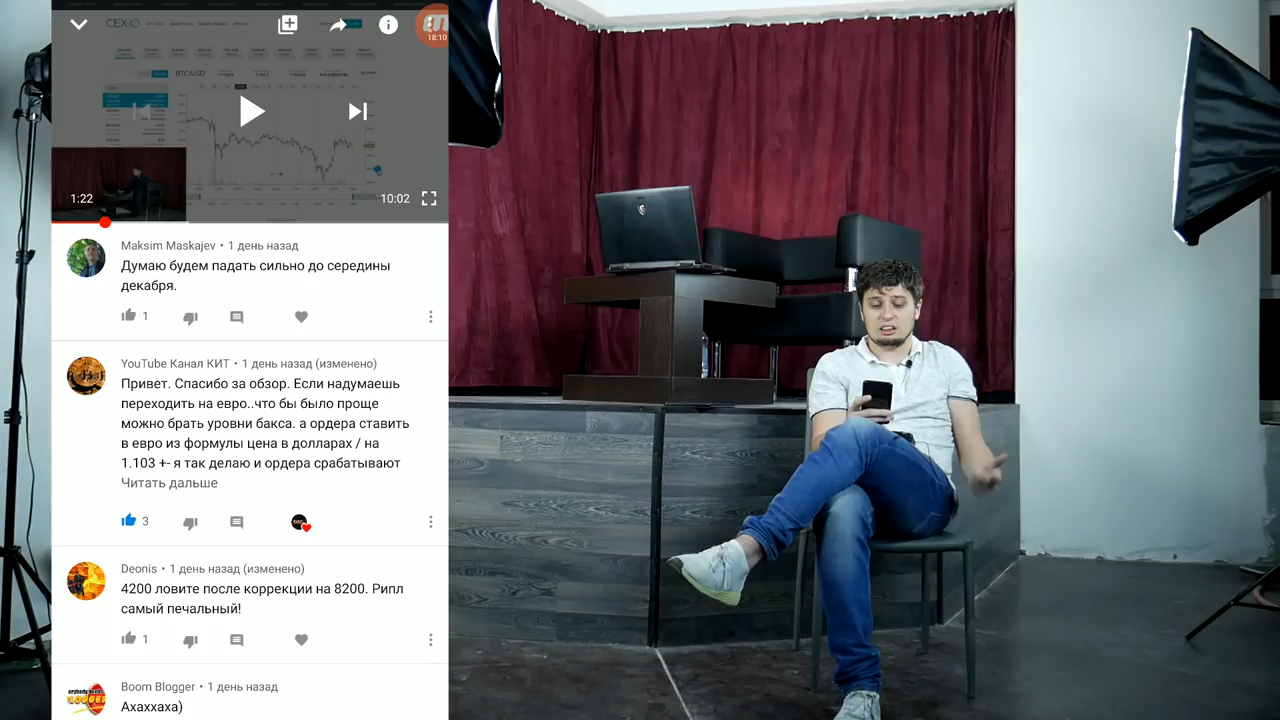 CEX.IO
18:10
BTC/USD
1:22
10:02
Maksim Maskajev • 1 день назад
Думаю будем падать сильно до середины
декабря.
1
YouTube Канал КИТ • 1 день назад (изменено)
Привет. Спасибо за обзор. Если надумаешь
переходить на евро..что бы было проще
можно брать уровни бакса. а ордера ставить
в евро из формулы цена в долларах / на
1.103 +- я так делаю и ордера срабатывают
Читать дальше
3
Deonis • 1 день назад (изменено)
4200 ловите после коррекции на 8200. Рипл
самый печальный!
1
Boom Blogger • 1 день назад
Ахаххаха)